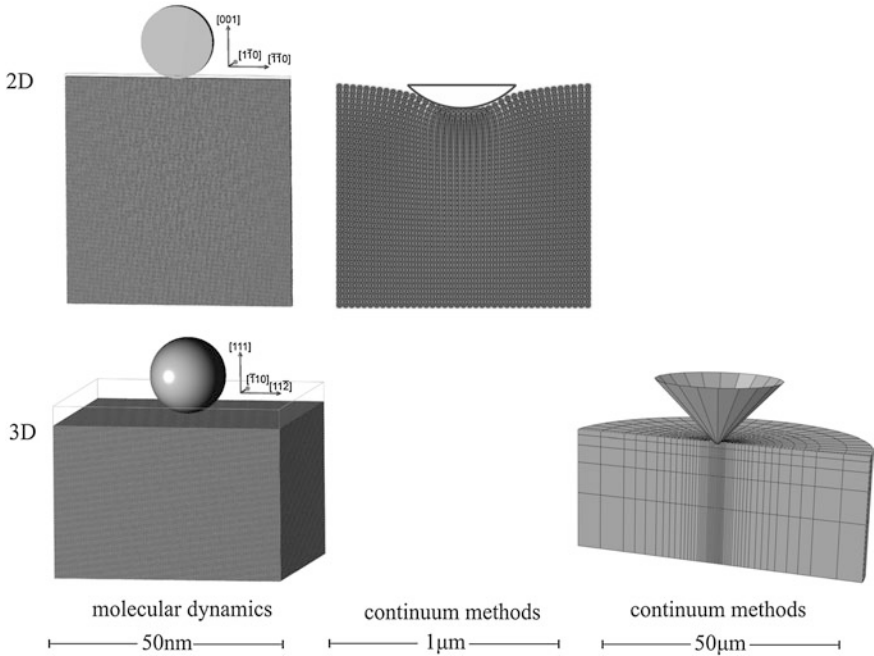 [001]
[11̄0]
[1̄1̄0]
2D
[111]
[1̄10]
[112̄]
3D
molecular dynamics
continuum methods
continuum methods
50nm
1μm
50μm